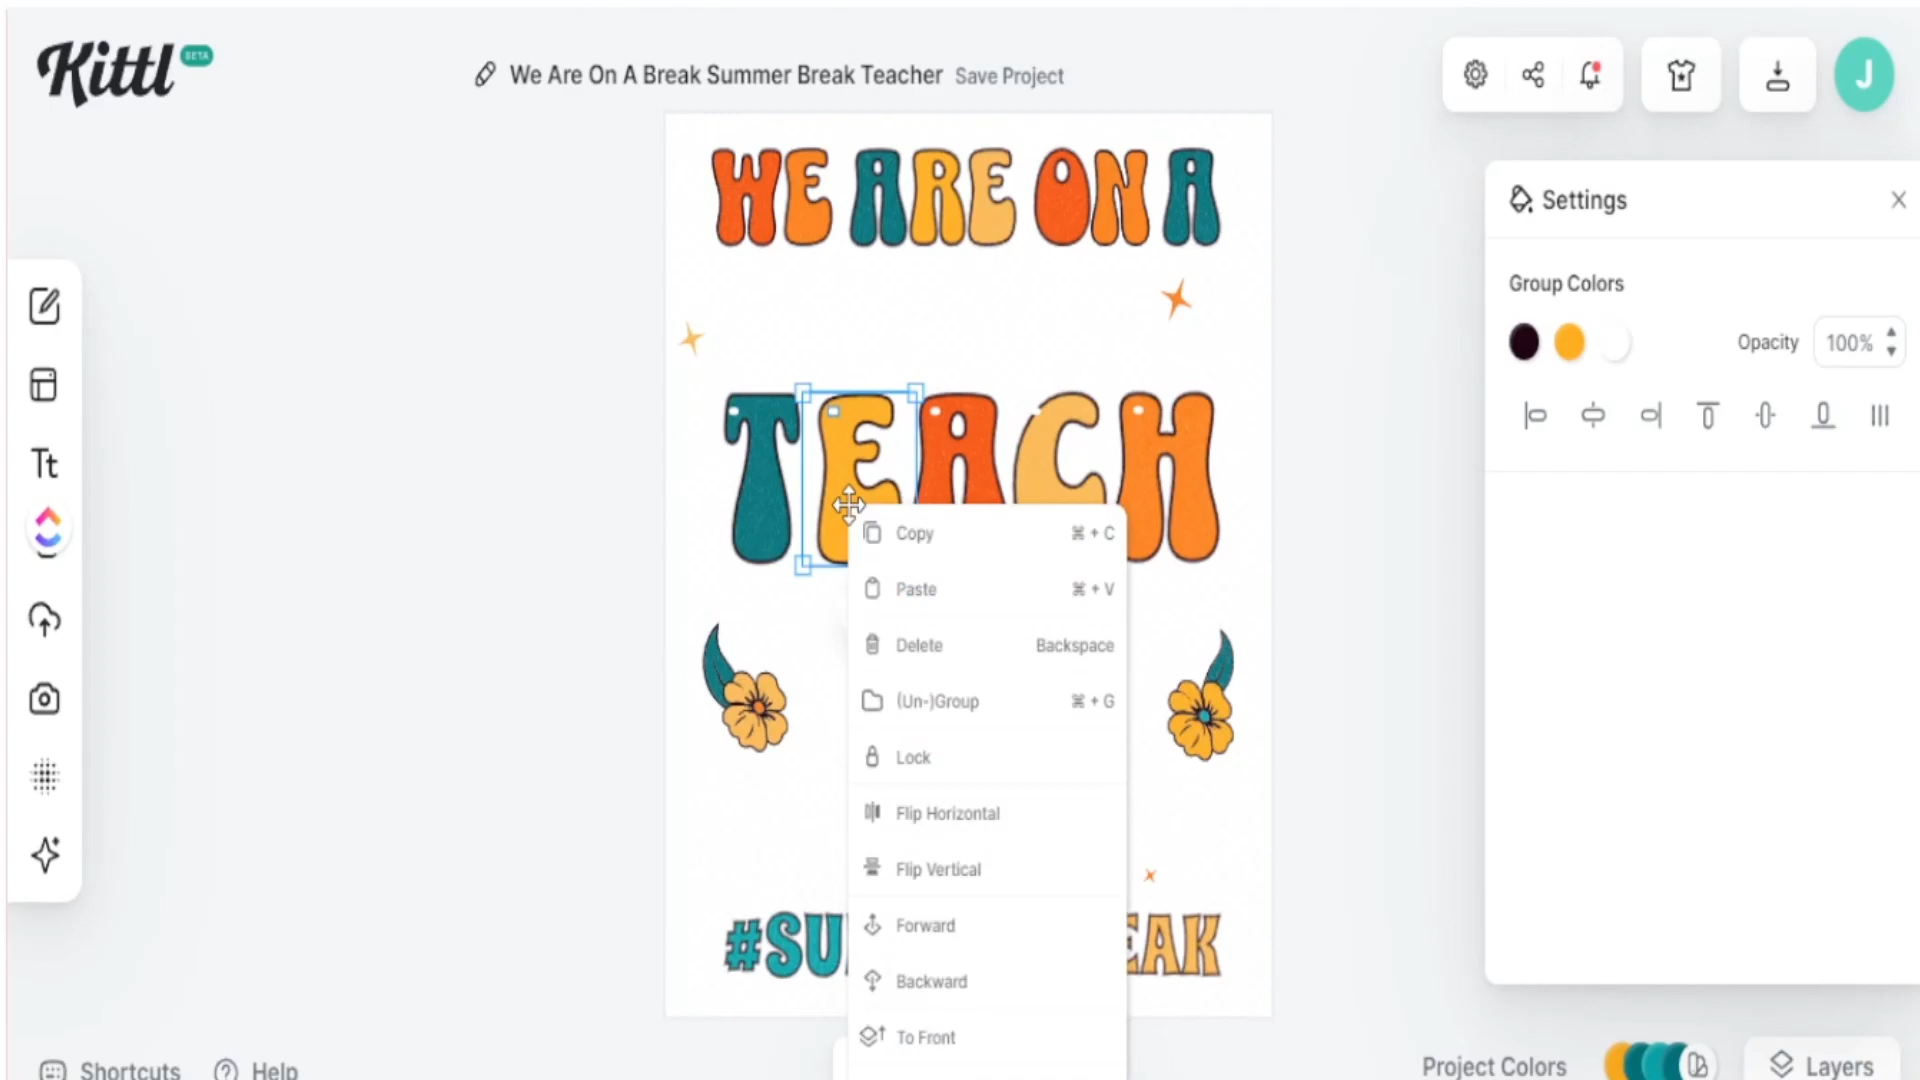 Kittl BETA
We Are On A Break Summer Break Teacher Save Project
J
WE ARE ON A
Settings
Group Colors
Opacity 100%
TEACH
Tt
Copy ⌘ + C
Paste ⌘ + V
Delete Backspace
(Un-)Group ⌘ + G
Lock
Flip Horizontal
Flip Vertical
Forward
#SU EAK
Backward
To Front
Shortcuts Help
Project Colors
Layers